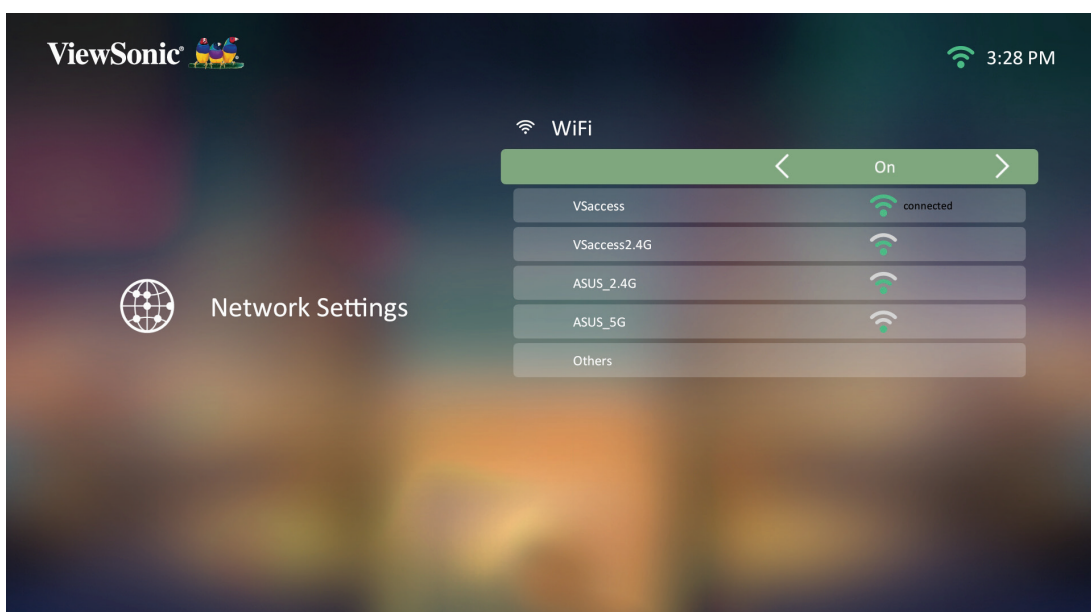 ViewSonic®
3:28 PM
WiFi
On
VSaccess connected
VSaccess2.4G
ASUS_2.4G
Network Settings
ASUS_5G
Others